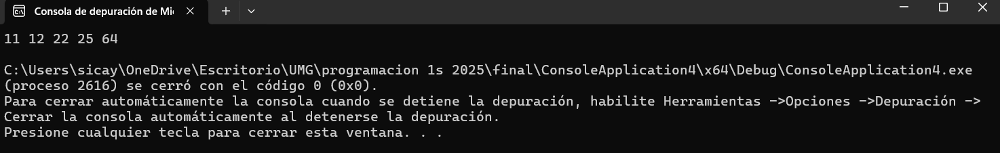 Consola de depuración de Mi
11 12 22 25 64
C:\Users\sicay\OneDrive\Escritorio\UMG\programacion 1s 2025\final\ConsoleApplication4\x64\Debug\ConsoleApplication4.exe
(proceso 2616) se cerró con el código 0 (0x0).
Para cerrar automáticamente la consola cuando se detiene la depuración, habilite Herramientas ->Opciones ->Depuración ->
Cerrar la consola automáticamente al detenerse la depuración.
Presione cualquier tecla para cerrar esta ventana. . .